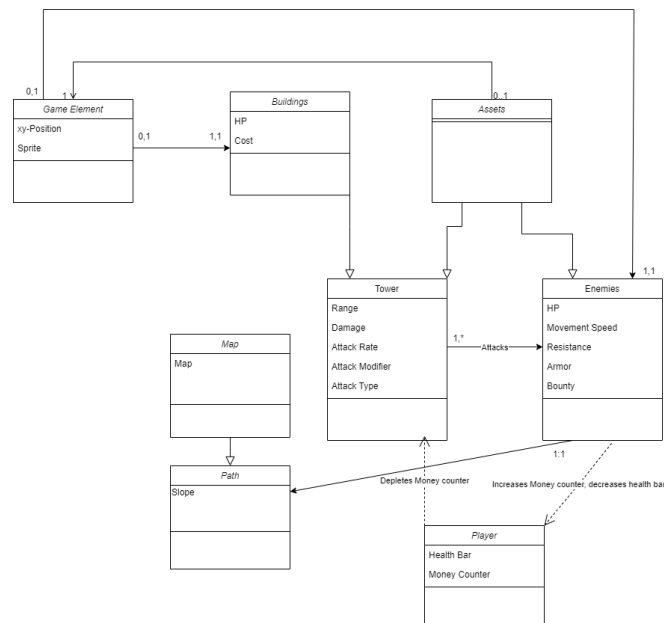 0,1
1
0..1
Game Element
xy-Position
Sprite
0,1
1,1
Buildings
HP
Cost
Assets
1,1
Tower
Range
Damage
Attack Rate
Attack Modifier
Attack Type
1,*
Attacks
Enemies
HP
Movement Speed
Resistance
Armor
Bounty
Map
Map
1:1
Path
Slope
Depletes Money counter
Increases Money counter, decreases health bar
Player
Health Bar
Money Counter